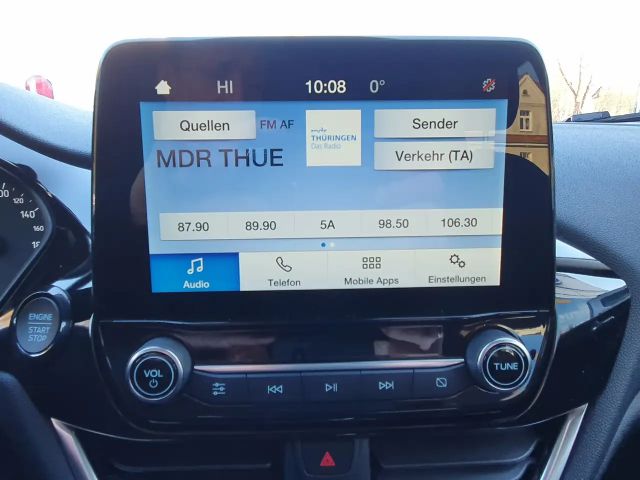 HI 10:08 0°
Quellen FM AF
mdr
THÜRINGEN
Das Radio
Sender
MDR THUE
Verkehr (TA)
87.90 89.90 5A 98.50 106.30
Audio Telefon Mobile Apps Einstellungen
140
160
ENGINE
START
STOP
VOL
TUNE